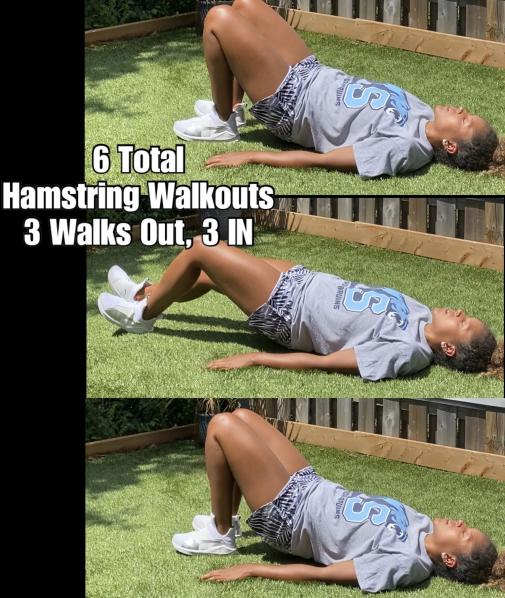 6 Total
Hamstring Walkouts
3 Walks Out, 3 IN
S
S
S